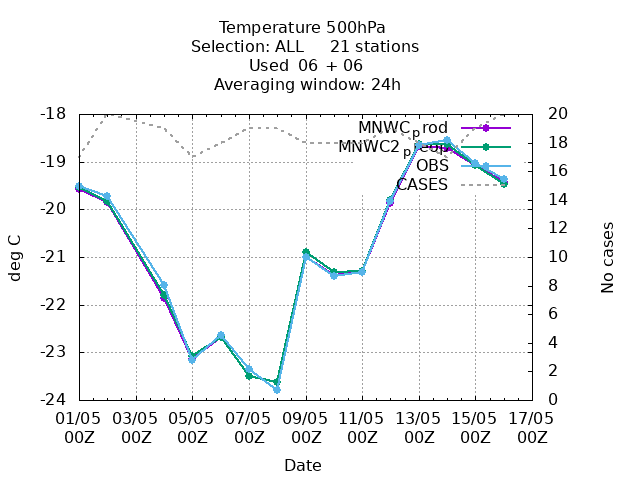 Temperature 500hPa
Selection: ALL     21 stations
Used  06 + 06
Averaging window: 24h
-18
-19
-20
-21
-22
-23
-24
deg C
20
18
16
14
12
10
8
6
4
2
0
No cases
MNWCprod
OBS
CASES
01/05 03/05 05/05 07/05 09/05 11/05 13/05 15/05 17/05
00Z 00Z 00Z 00Z 00Z 00Z 00Z 00Z 00Z
Date